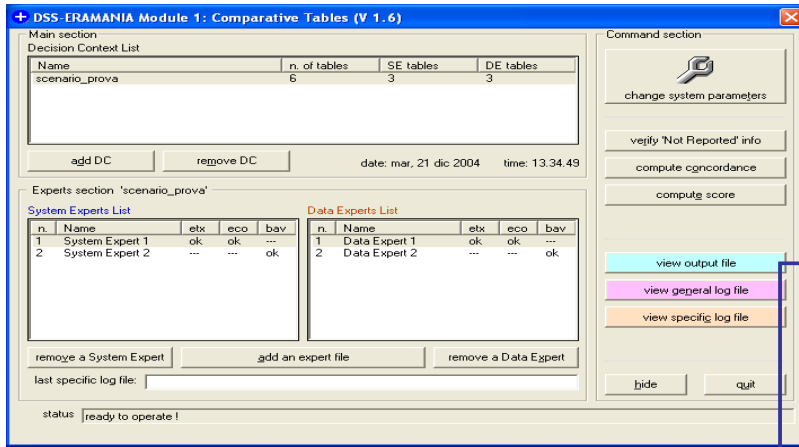 DSS-ERAMANIA Module 1: Comparative Tables (V 1.6)
Main section
Decision Context List
Name n. of tables SE tables DE tables
scenario_prova 6 3 3
add DC remove DC date: mar, 21 dic 2004 time: 13.34.49
Experts section 'scenario_prova'
System Experts List
n. Name etx eco bav
1 System Expert 1 ok ok ---
2 System Expert 2 --- --- ok
Data Experts List
n. Name etx eco bav
1 Data Expert 1 ok ok ---
2 Data Expert 2 --- --- ok
remove a System Expert add an expert file remove a Data Expert
last specific log file:
status ready to operate !
Command section
change system parameters
verify 'Not Reported' info
compute concordance
compute score
view output file
view general log file
view specific log file
hide quit